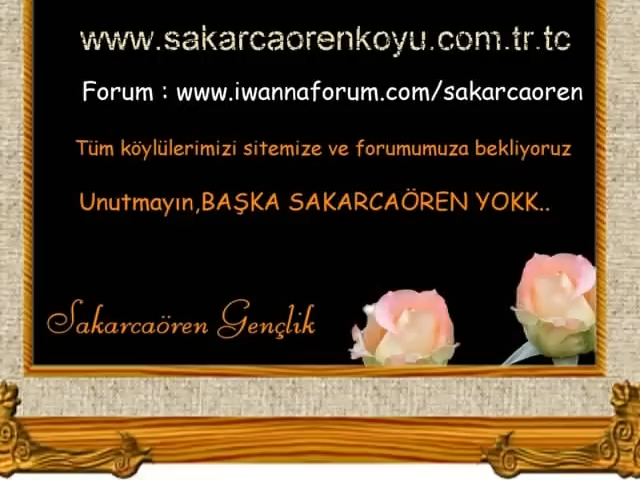 www.sakarcaorenkoyu.com.tr.tc
Forum : www.iwannaforum.com/sakarcaoren
Tüm köylülerimizi sitemize ve forumumuza bekliyoruz
Unutmayın,BAŞKA SAKARCAÖREN YOKK..
Sakarcaören Gençlik